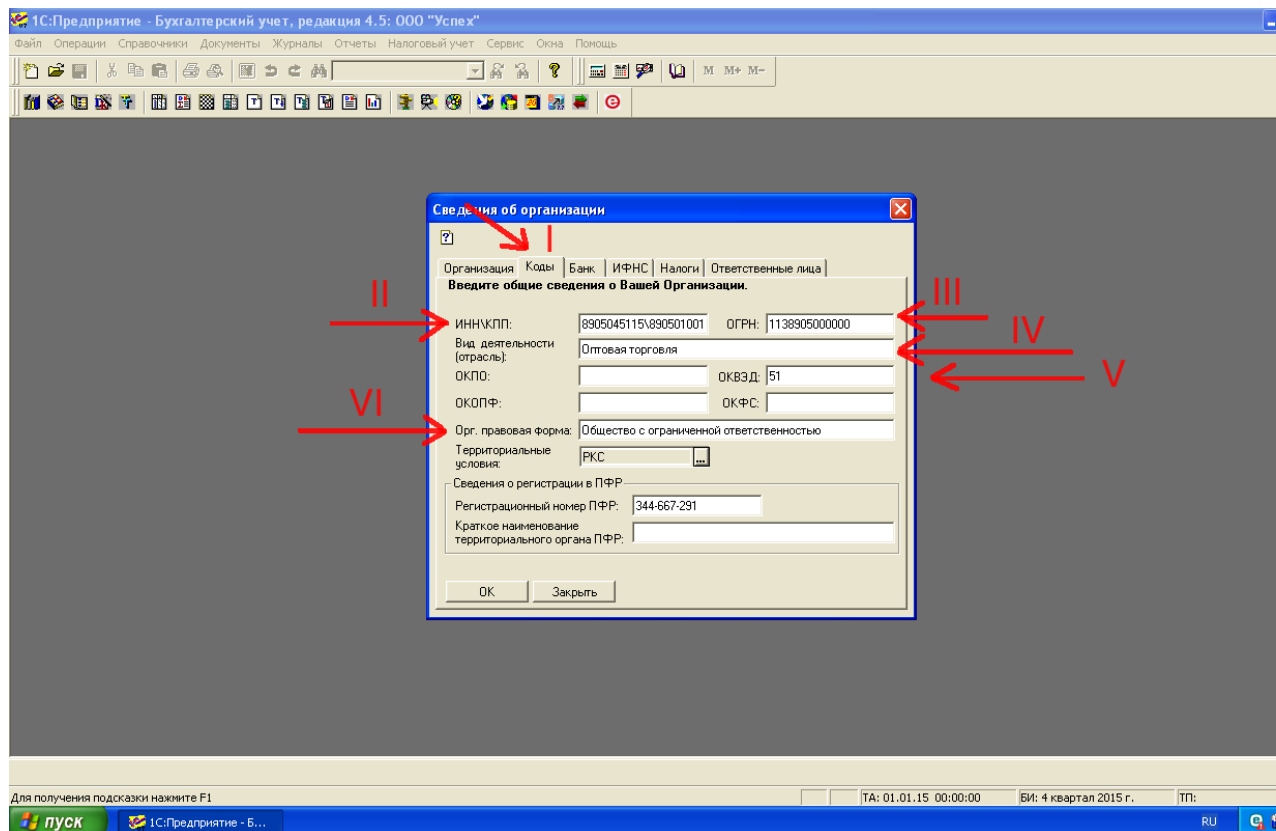 1С:Предприятие - Бухгалтерский учет, редакция 4.5: ООО "Успех"
Файл Операции Справочники Документы Журналы Отчеты Налоговый учет Сервис Окна Помощь
М М+ М-
Сведения об организации
I
Организация Коды Банк ИФНС Налоги Ответственные лица
Введите общие сведения о Вашей Организации.
II
III
ИНН\КПП: 8905045115\890501001 ОГРН: 1138905000000
IV
Вид деятельности
(отрасль): Оптовая торговля
ОКПО: ОКВЭД: 51
V
ОКОПФ: ОКФС:
VI
Орг. правовая форма: Общество с ограниченной ответственностью
Территориальные
условия: РКС ...
Сведения о регистрации в ПФР
Регистрационный номер ПФР: 344-667-291
Краткое наименование
территориального органа ПФР:
ОК Закрыть
Для получения подсказки нажмите F1 ТА: 01.01.15 00:00:00 БИ: 4 квартал 2015 г. ТП:
пуск 1С:Предприятие - Б... RU